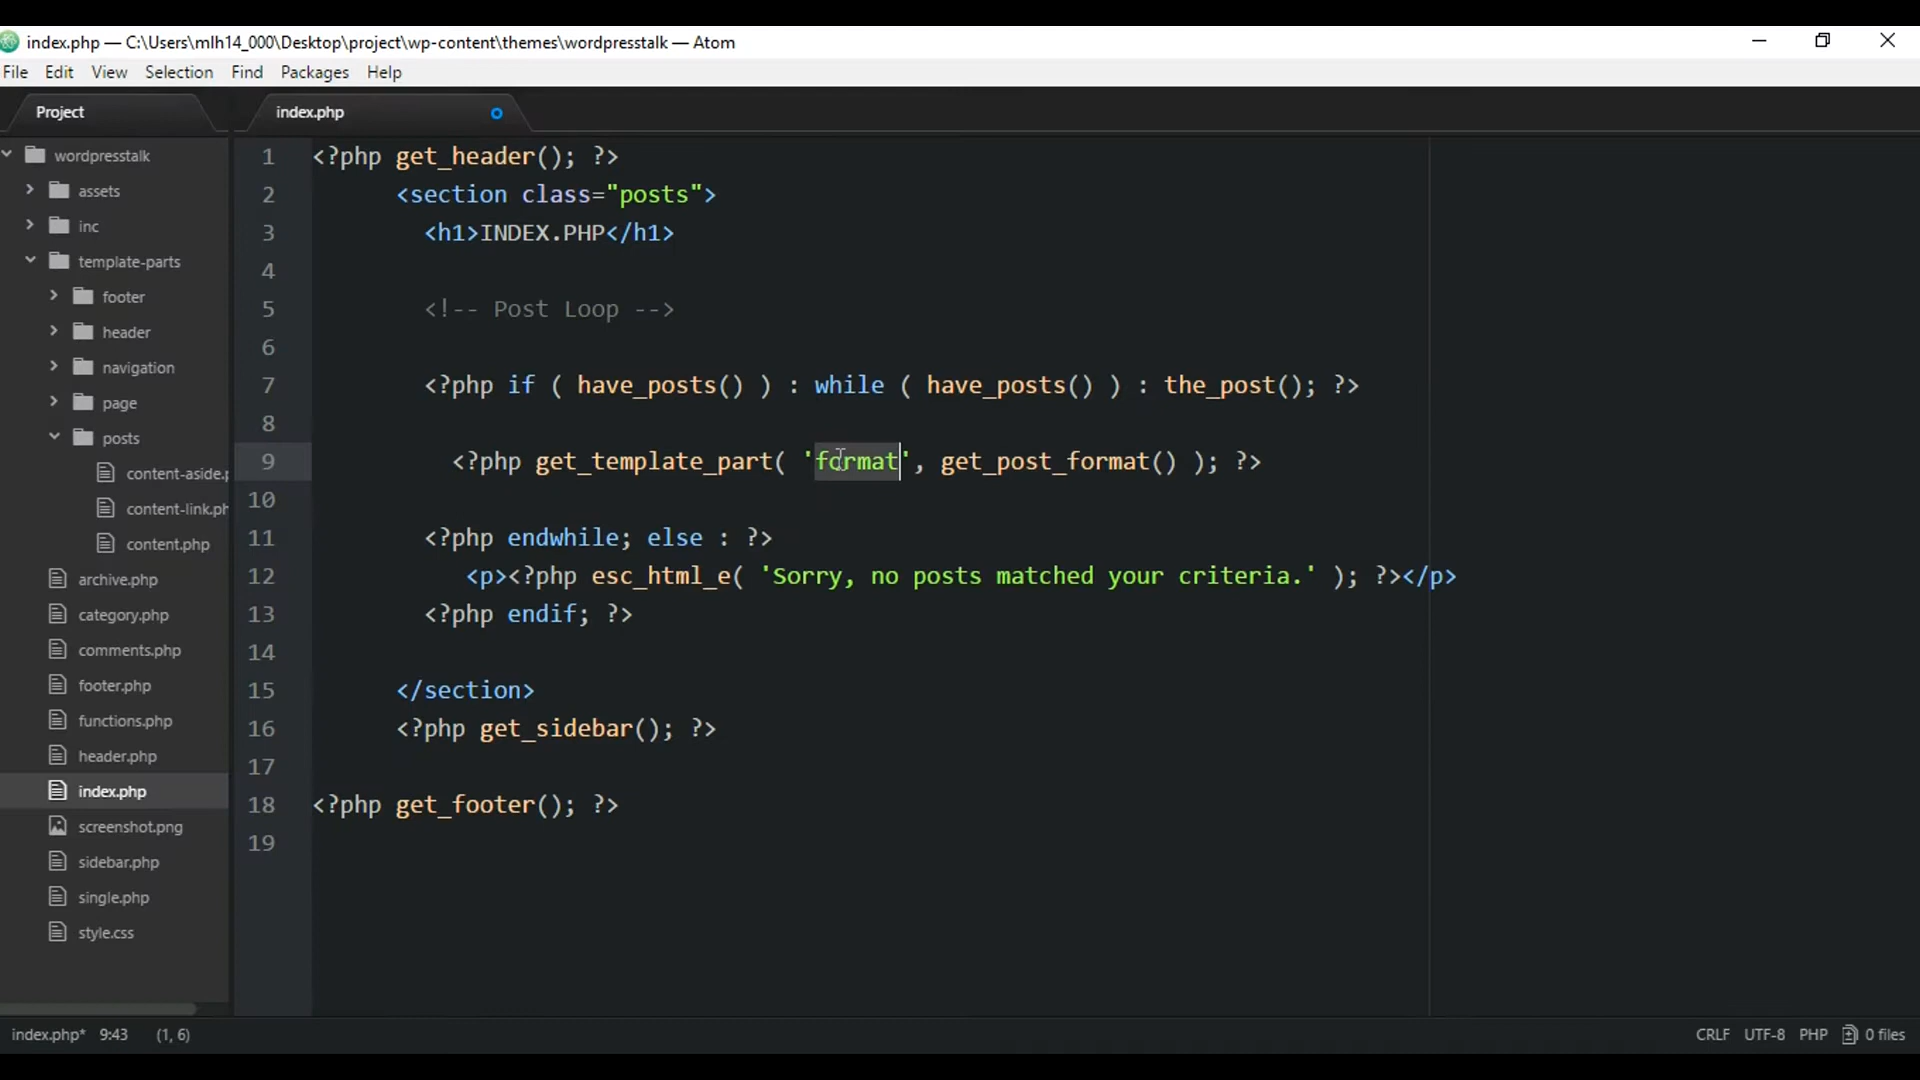 index.php — C:\Users\mlh14_000\Desktop\project\wp-content\themes\wordpresstalk — Atom
File Edit View Selection Find Packages Help
Project
index.php
wordpresstalk
assets
inc
template-parts
footer
header
navigation
page
posts
content-aside.p
content-link.ph
content.php
archive.php
category.php
comments.php
footer.php
functions.php
header.php
index.php
screenshot.png
sidebar.php
single.php
style.css
1 <?php get_header(); ?>
2 <section class="posts">
3 <h1>INDEX.PHP</h1>
4
5 <!-- Post Loop -->
6
7 <?php if ( have_posts() ) : while ( have_posts() ) : the_post(); ?>
8
9 <?php get_template_part( 'format', get_post_format() ); ?>
10
11 <?php endwhile; else : ?>
12 <p><?php esc_html_e( 'Sorry, no posts matched your criteria.' ); ?></p>
13 <?php endif; ?>
14
15 </section>
16 <?php get_sidebar(); ?>
17
18 <?php get_footer(); ?>
19
index.php* 9:43 (1, 6) CRLF UTF-8 PHP 0 files